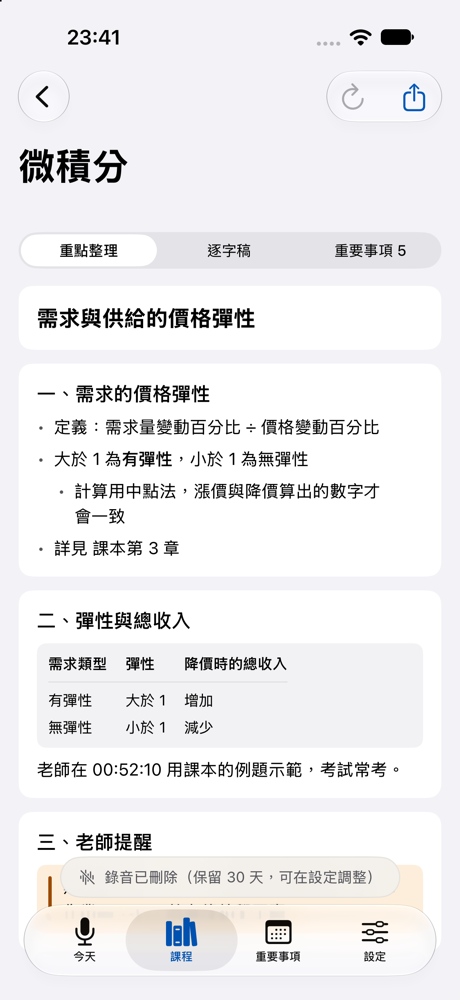 23:41
微積分
重點整理
逐字稿
重要事項 5
需求與供給的價格彈性
一、需求的價格彈性
• 定義：需求量變動百分比 ÷ 價格變動百分比
• 大於 1 為有彈性，小於 1 為無彈性
• 計算用中點法，漲價與降價算出的數字才
會一致
• 詳見 課本第 3 章
二、彈性與總收入
需求類型 彈性 降價時的總收入
有彈性 大於 1 增加
無彈性 小於 1 減少
老師在 00:52:10 用課本的例題示範，考試常考。
三、老師提醒
錄音已刪除（保留 30 天，可在設定調整）
今天
課程
重要事項
設定